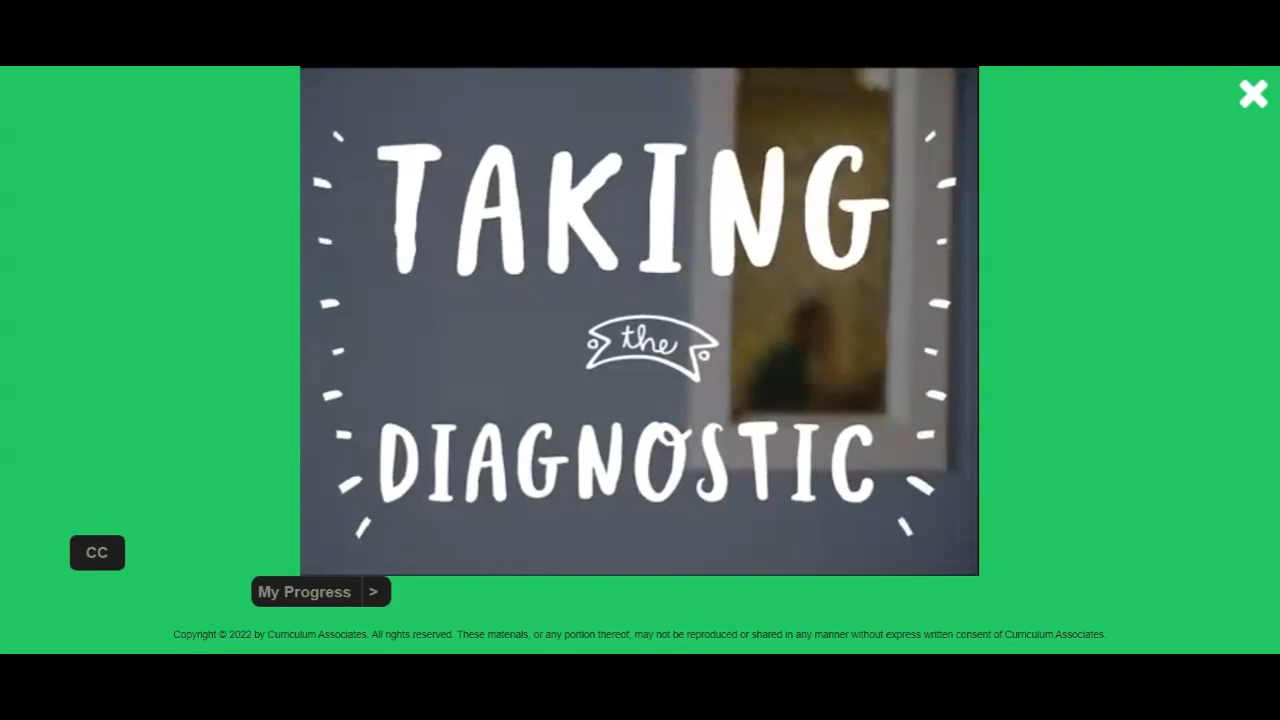 TAKING
the
DIAGNOSTIC
CC
My Progress >
Copyright © 2022 by Curriculum Associates. All rights reserved. These materials, or any portion thereof, may not be reproduced or shared in any manner without express written consent of Curriculum Associates.